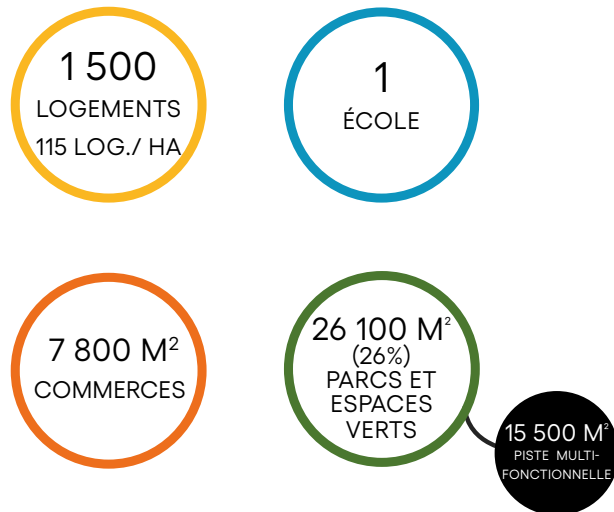 1 500
LOGEMENTS
115 LOG./ HA
1
ÉCOLE
7 800 M²
COMMERCES
26 100 M²
(26%)
PARCS ET
ESPACES
VERTS
15 500 M²
PISTE MULTI-
FONCTIONNELLE